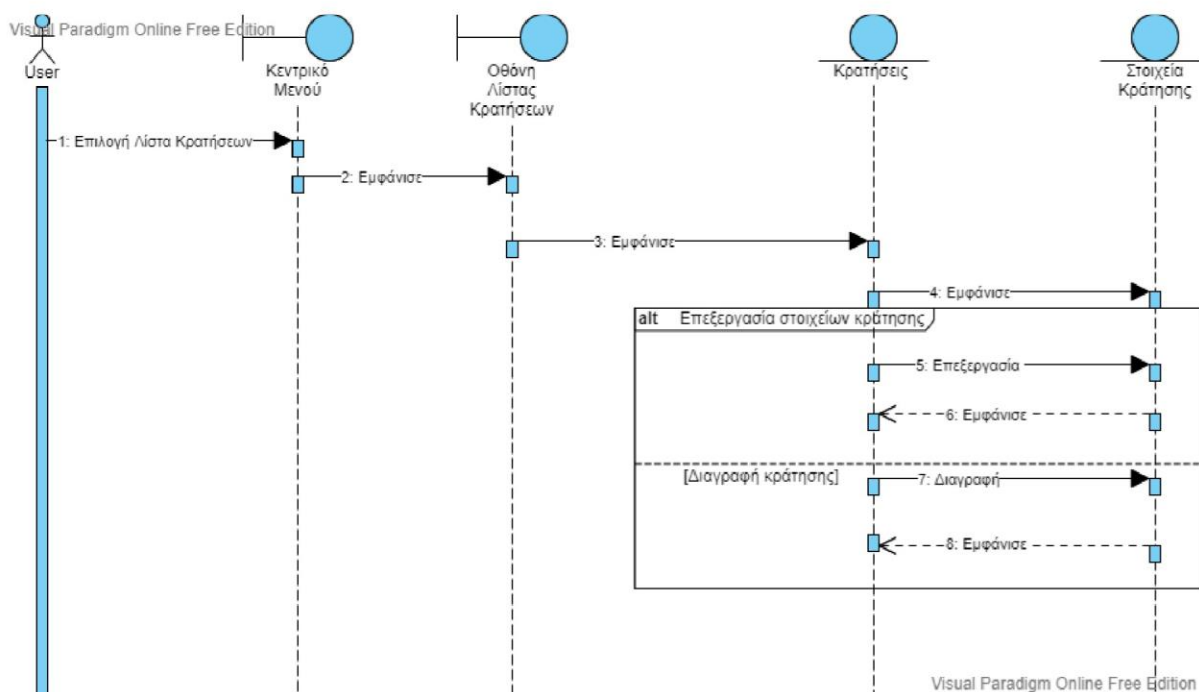 Visual Paradigm Online Free Edition
User
Κεντρικό
Μενού
Οθόνη
Λίστας
Κρατήσεων
Κρατήσεις
Στοιχεία
Κράτησης
1: Επιλογή Λίστα Κρατήσεων
2: Εμφάνισε
3: Εμφάνισε
4: Εμφάνισε
alt Επεξεργασία στοιχείων κράτησης
5: Επεξεργασία
6: Εμφάνισε
[Διαγραφή κράτησης]
7: Διαγραφή
8: Εμφάνισε
Visual Paradigm Online Free Edition